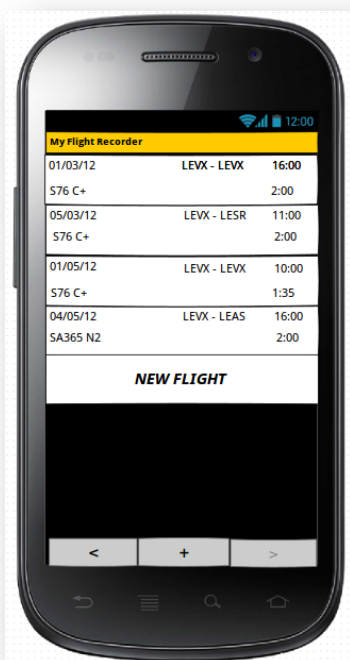 12:00
My Flight Recorder
01/03/12 LEVX - LEVX 16:00
S76 C+ 2:00
05/03/12 LEVX - LESR 11:00
S76 C+ 2:00
01/05/12 LEVX - LEVX 10:00
S76 C+ 1:35
04/05/12 LEVX - LEAS 16:00
SA365 N2 2:00
NEW FLIGHT
< + >